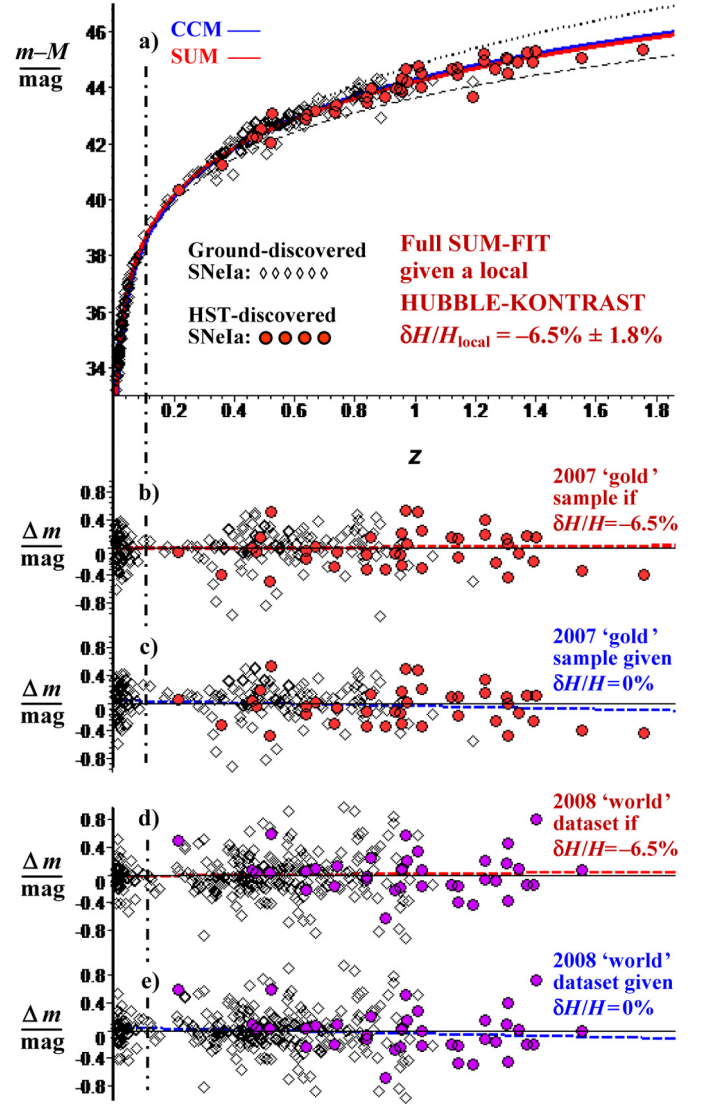 m–M
mag
a)
CCM
SUM
46
44
42
40
38
36
34
Ground-discovered
SNeIa:
HST-discovered
SNeIa:
Full SUM-FIT
given a local
HUBBLE-KONTRAST
δH/Hlocal = –6.5% ± 1.8%
0.2 0.4 0.6 0.8 1 1.2 1.4 1.6 1.8
z
b)
Δ m
mag
0.8
0.4
0
-0.4
-0.8
2007 ‘gold’
sample if
δH/H=–6.5%
c)
Δ m
mag
0.8
0.4
0
-0.4
-0.8
2007 ‘gold’
sample given
δH/H=0%
d)
Δ m
mag
0.8
0.4
0
-0.4
-0.8
2008 ‘world’
dataset if
δH/H=–6.5%
e)
Δ m
mag
0.8
0.4
0
-0.4
-0.8
2008 ‘world’
dataset given
δH/H=0%